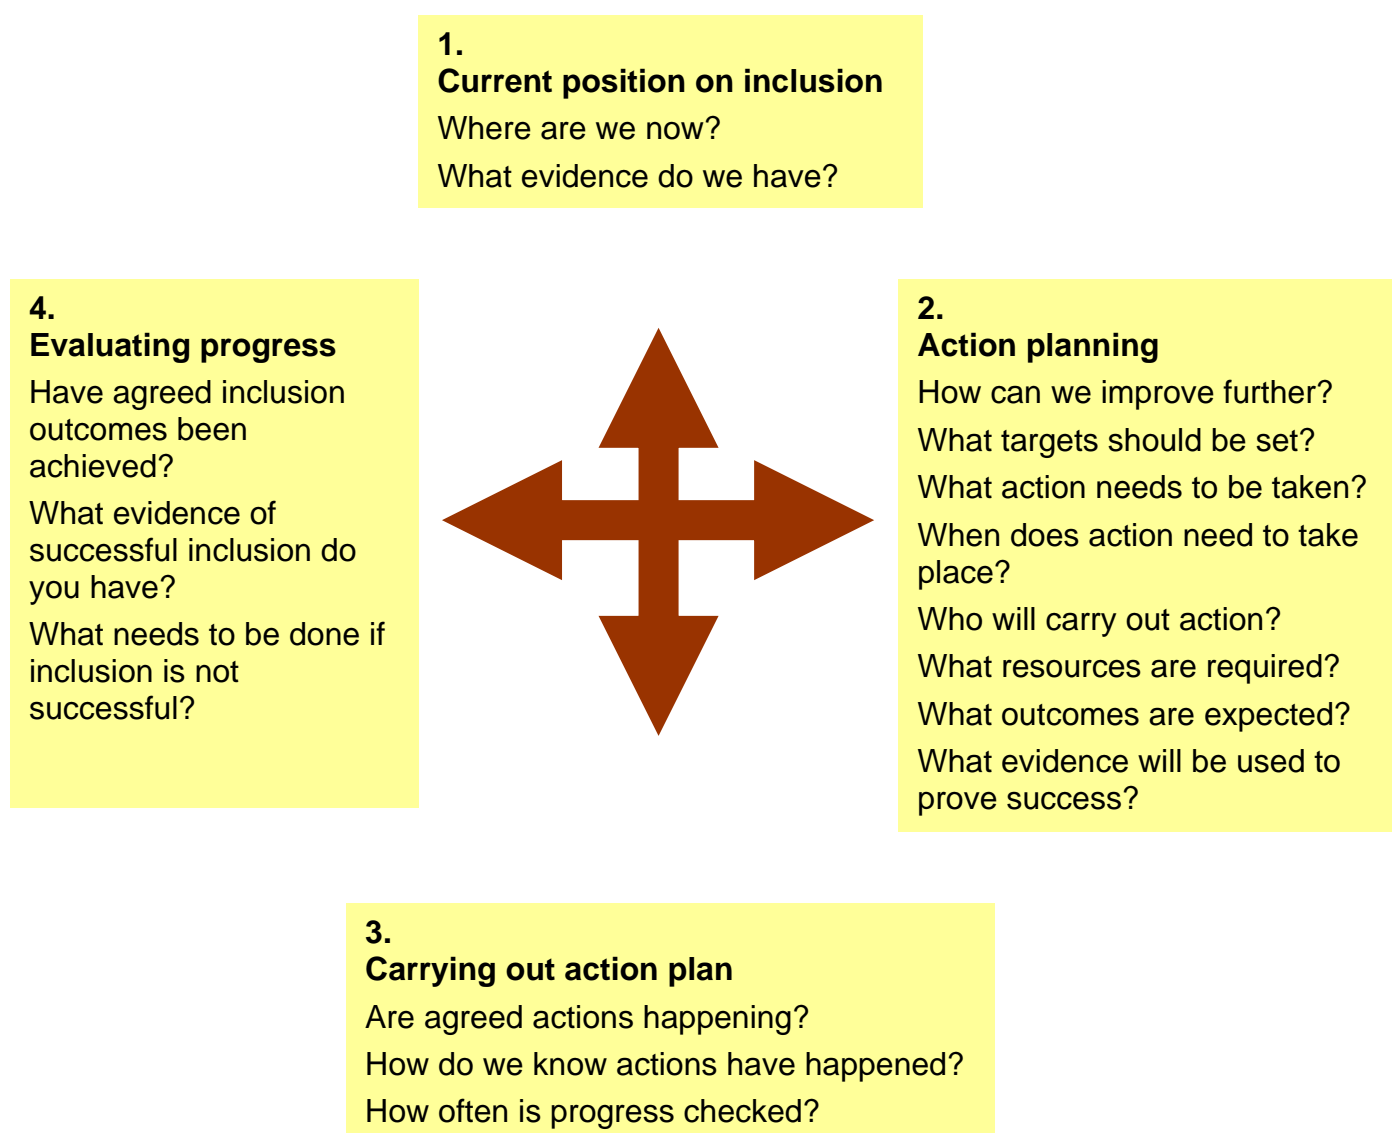 1.
Current position on inclusion
Where are we now?
What evidence do we have?
2.
Action planning
How can we improve further?
What targets should be set?
What action needs to be taken?
When does action need to take
place?
Who will carry out action?
What resources are required?
What outcomes are expected?
What evidence will be used to
prove success?
3.
Carrying out action plan
Are agreed actions happening?
How do we know actions have happened?
How often is progress checked?
4.
Evaluating progress
Have agreed inclusion
outcomes been
achieved?
What evidence of
successful inclusion do
you have?
What needs to be done if
inclusion is not
successful?